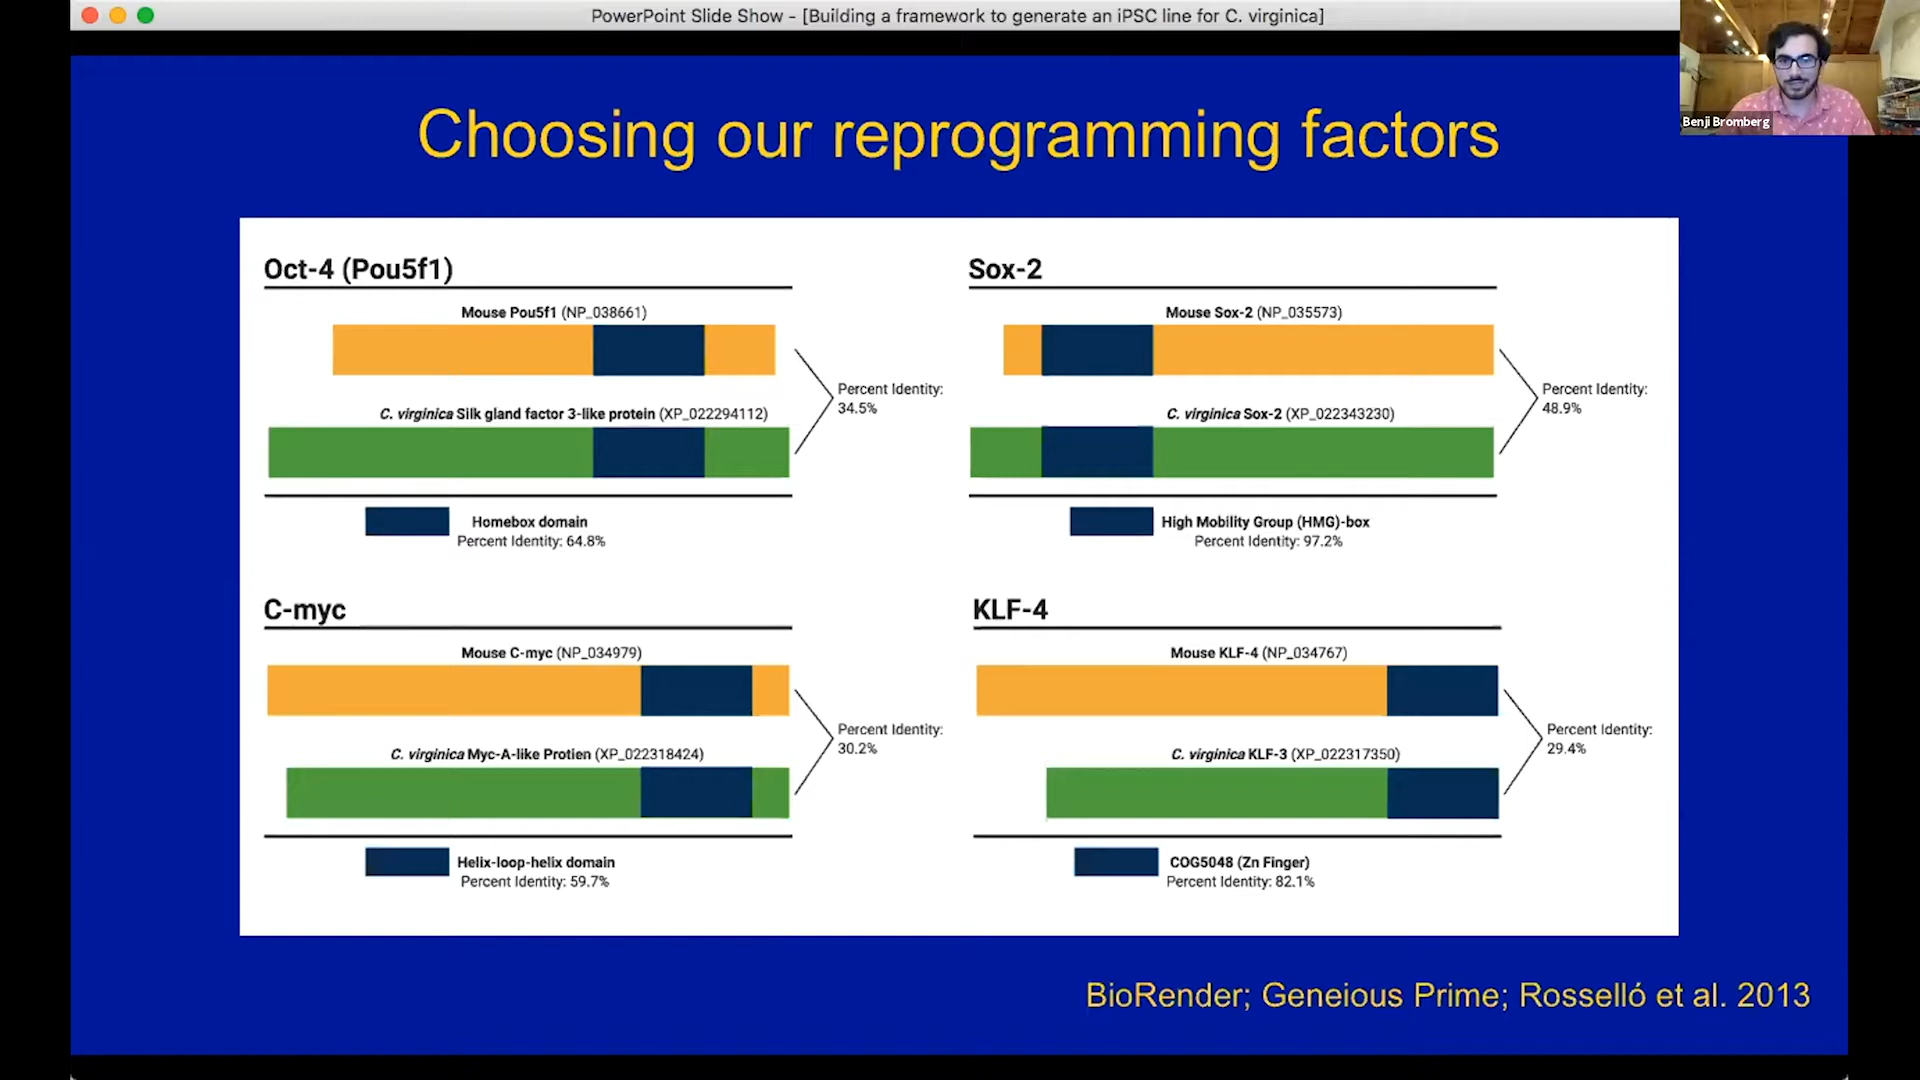 PowerPoint Slide Show - [Building a framework to generate an iPSC line for C. virginica]
Benji Bromberg
Choosing our reprogramming factors
Oct-4 (Pou5f1)
Mouse Pou5f1 (NP_038661)
C. virginica Silk gland factor 3-like protein (XP_022294112)
Percent Identity:
34.5%
Homebox domain
Percent Identity: 64.8%
Sox-2
Mouse Sox-2 (NP_035573)
C. virginica Sox-2 (XP_022343230)
Percent Identity:
48.9%
High Mobility Group (HMG)-box
Percent Identity: 97.2%
C-myc
Mouse C-myc (NP_034979)
C. virginica Myc-A-like Protien (XP_022318424)
Percent Identity:
30.2%
Helix-loop-helix domain
Percent Identity: 59.7%
KLF-4
Mouse KLF-4 (NP_034767)
C. virginica KLF-3 (XP_022317350)
Percent Identity:
29.4%
COG5048 (Zn Finger)
Percent Identity: 82.1%
BioRender; Geneious Prime; Rosselló et al. 2013